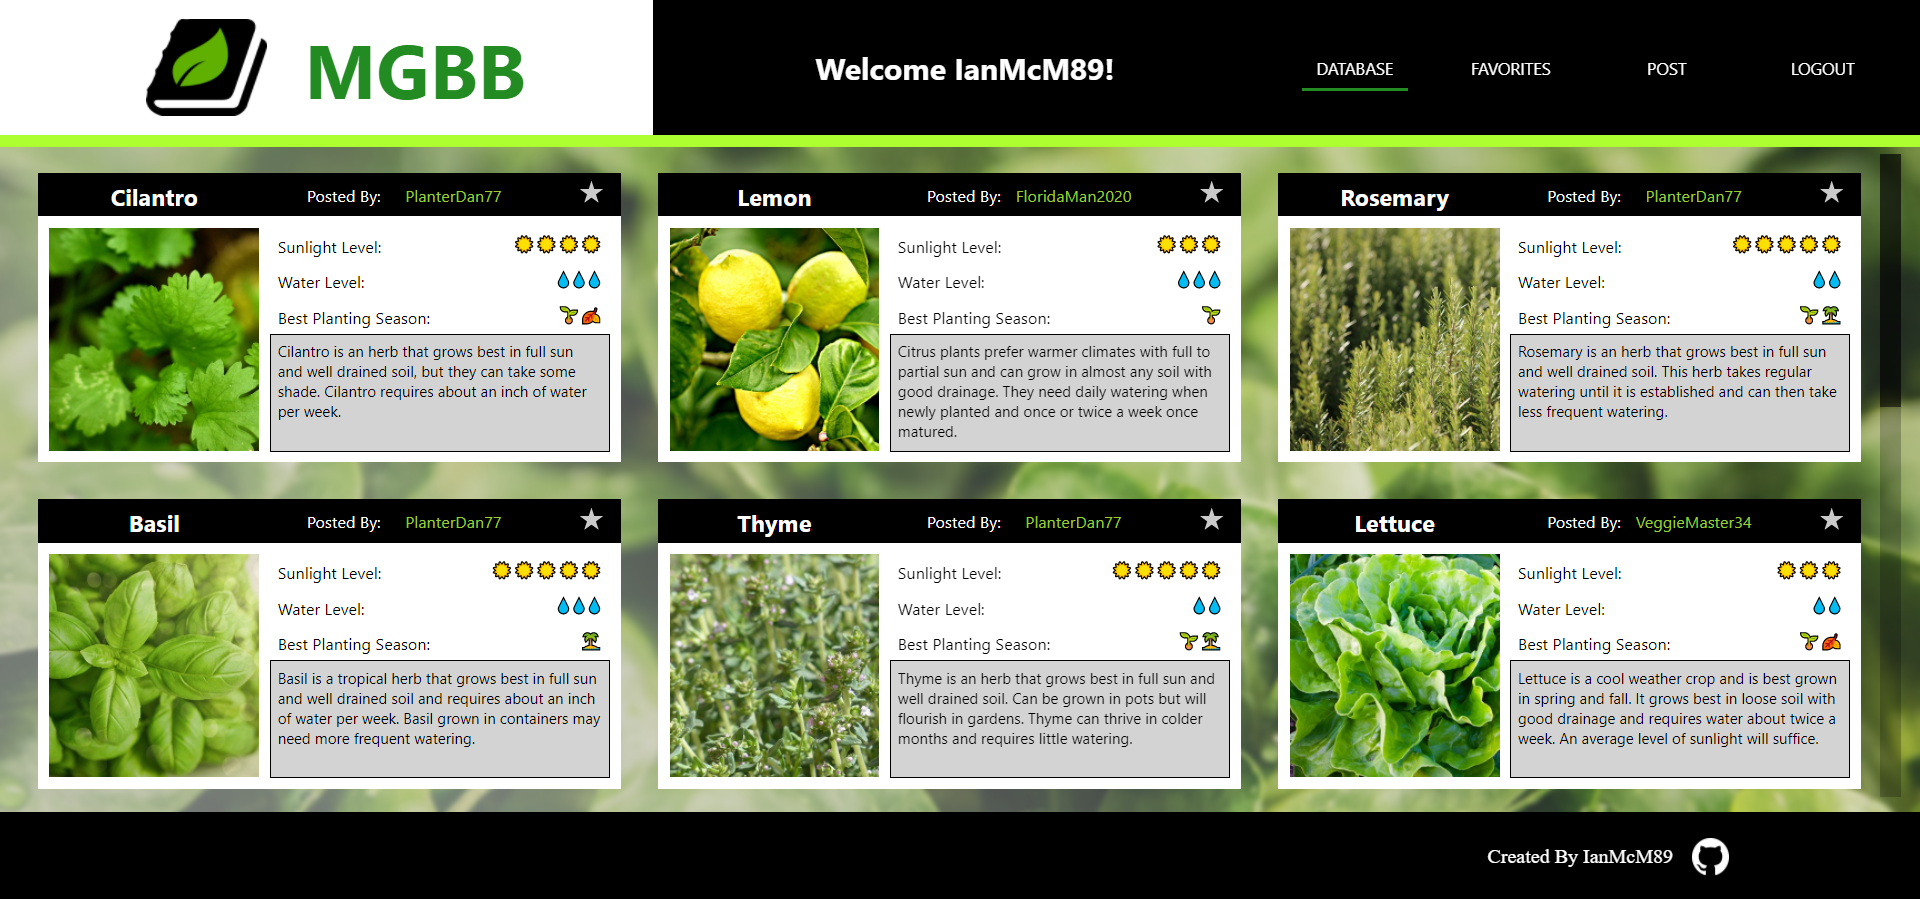 MGBB
Welcome IanMcM89!
DATABASE
FAVORITES
POST
LOGOUT
Cilantro
Posted By: PlanterDan77
Sunlight Level:
Water Level:
Best Planting Season:
Cilantro is an herb that grows best in full sun
and well drained soil, but they can take some
shade. Cilantro requires about an inch of water
per week.
Lemon
Posted By: FloridaMan2020
Sunlight Level:
Water Level:
Best Planting Season:
Citrus plants prefer warmer climates with full to
partial sun and can grow in almost any soil with
good drainage. They need daily watering when
newly planted and once or twice a week once
matured.
Rosemary
Posted By: PlanterDan77
Sunlight Level:
Water Level:
Best Planting Season:
Rosemary is an herb that grows best in full sun
and well drained soil. This herb takes regular
watering until it is established and can then take
less frequent watering.
Basil
Posted By: PlanterDan77
Sunlight Level:
Water Level:
Best Planting Season:
Basil is a tropical herb that grows best in full sun
and well drained soil and requires about an inch
of water per week. Basil grown in containers may
need more frequent watering.
Thyme
Posted By: PlanterDan77
Sunlight Level:
Water Level:
Best Planting Season:
Thyme is an herb that grows best in full sun and
well drained soil. Can be grown in pots but will
flourish in gardens. Thyme can thrive in colder
months and requires little watering.
Lettuce
Posted By: VeggieMaster34
Sunlight Level:
Water Level:
Best Planting Season:
Lettuce is a cool weather crop and is best grown
in spring and fall. It grows best in loose soil with
good drainage and requires water about twice a
week. An average level of sunlight will suffice.
Created By IanMcM89